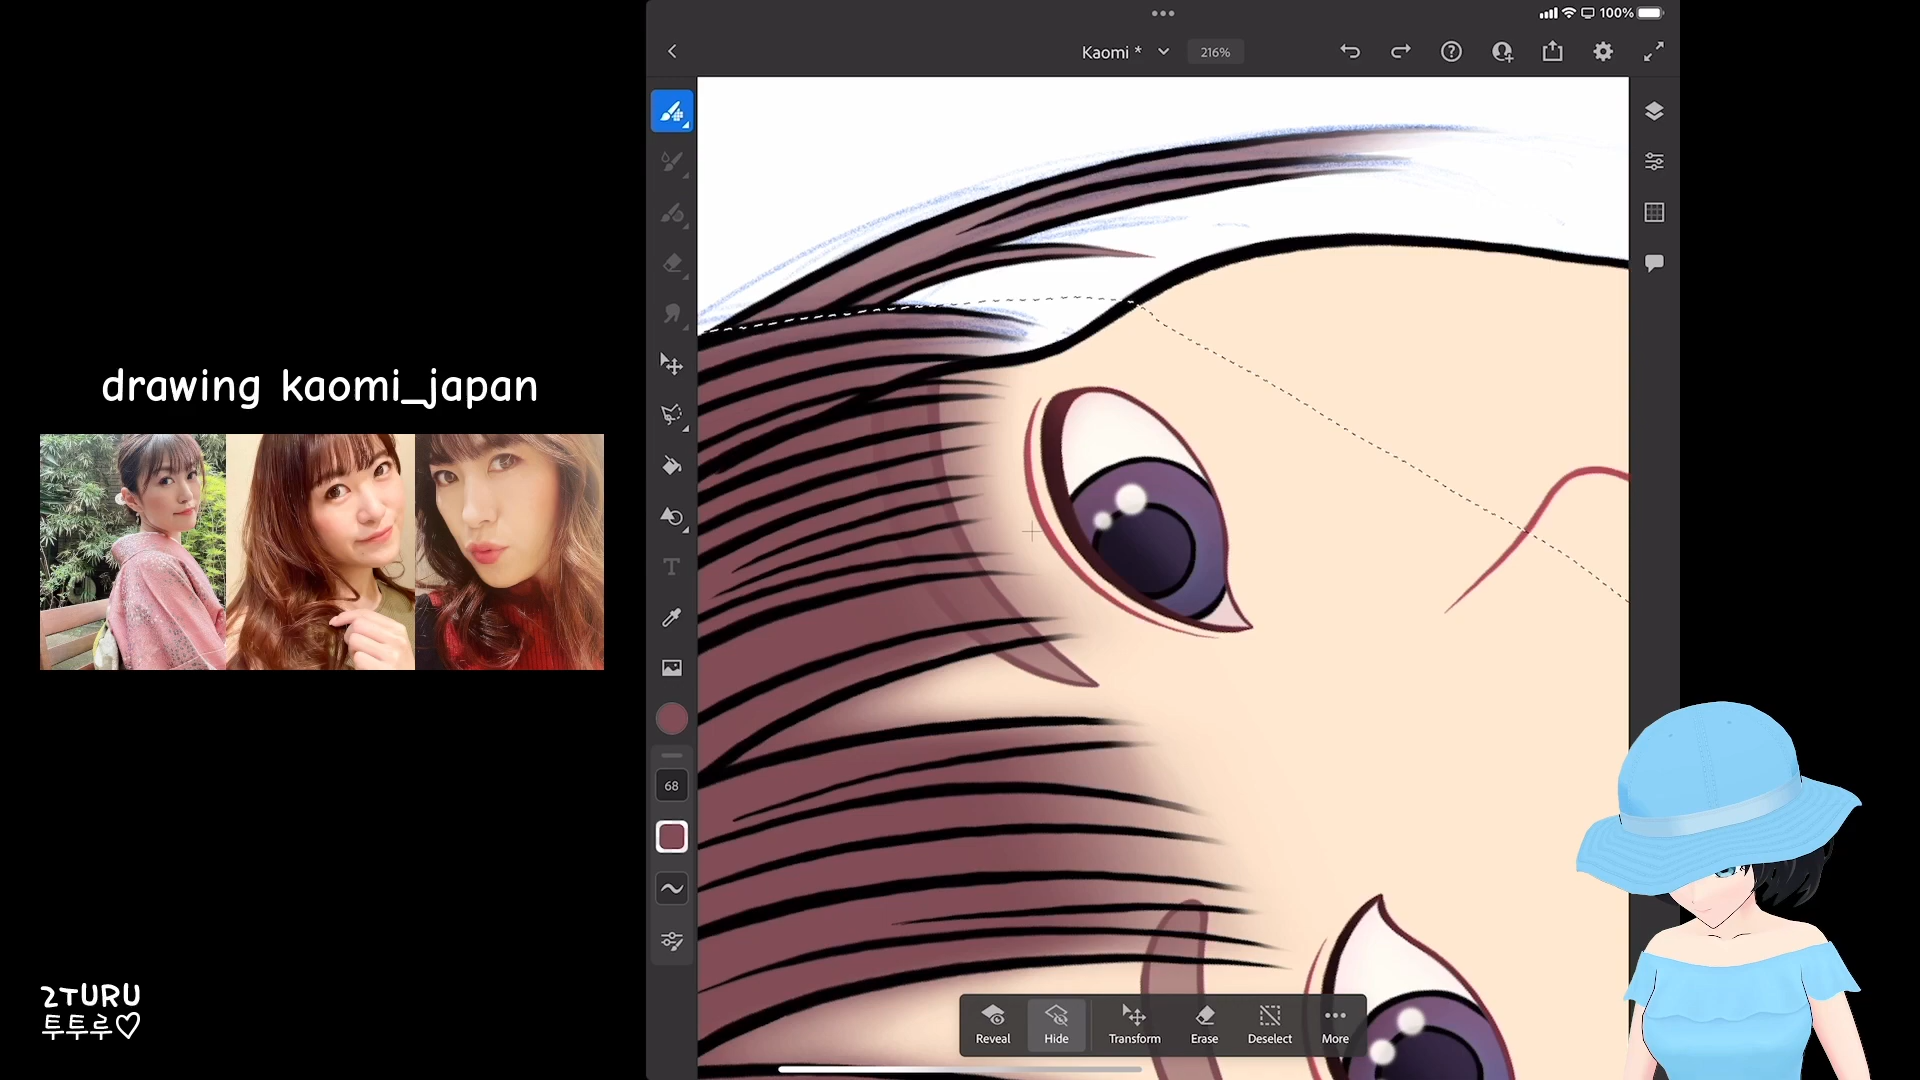 100%
Kaomi *
216%
drawing kaomi_japan
T
68
2TURU
투투루♡
Reveal
Hide
Transform
Erase
Deselect
More